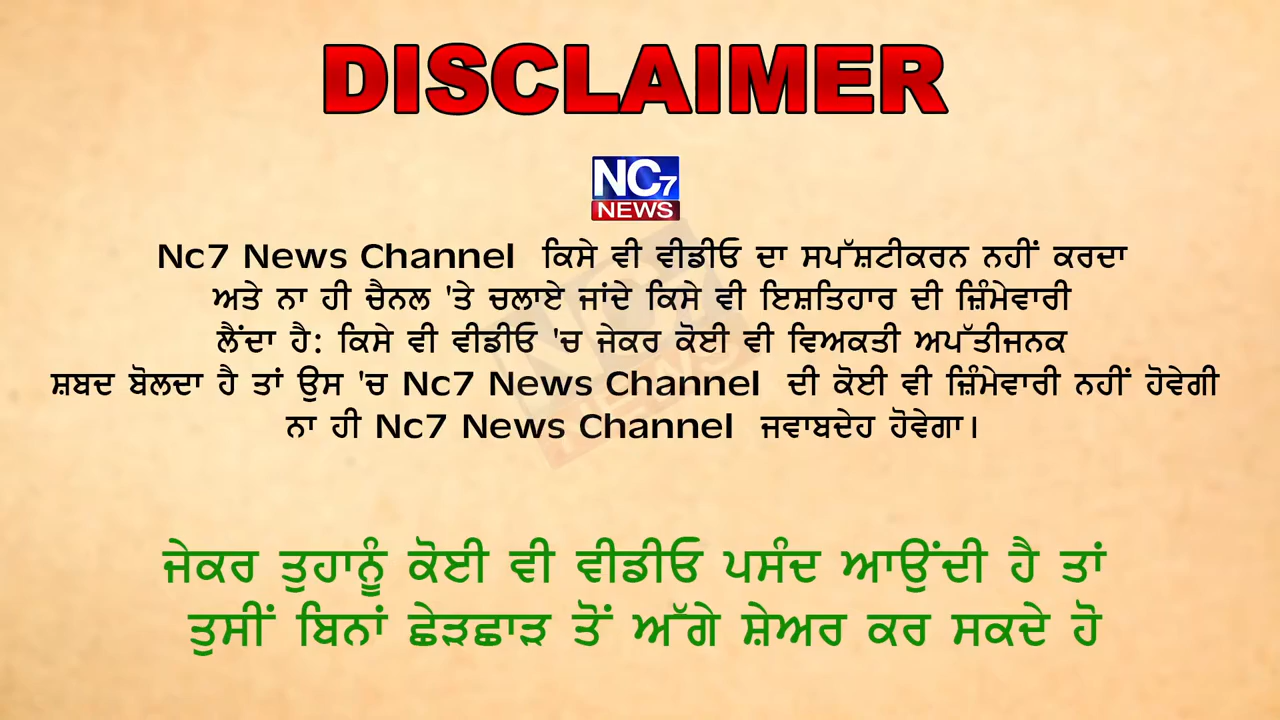 DISCLAIMER
NC7
NEWS
Nc7 News Channel ਕਿਸੇ ਵੀ ਵੀਡੀਓ ਦਾ ਸਪੱਸ਼ਟੀਕਰਨ ਨਹੀਂ ਕਰਦਾ
ਅਤੇ ਨਾ ਹੀ ਚੈਨਲ 'ਤੇ ਚਲਾਏ ਜਾਂਦੇ ਕਿਸੇ ਵੀ ਇਸ਼ਤਿਹਾਰ ਦੀ ਜ਼ਿੰਮੇਵਾਰੀ
ਲੈਂਦਾ ਹੈ: ਕਿਸੇ ਵੀ ਵੀਡੀਓ 'ਚ ਜੇਕਰ ਕੋਈ ਵੀ ਵਿਅਕਤੀ ਅਪੱਤੀਜਨਕ
ਸ਼ਬਦ ਬੋਲਦਾ ਹੈ ਤਾਂ ਉਸ 'ਚ Nc7 News Channel ਦੀ ਕੋਈ ਵੀ ਜ਼ਿੰਮੇਵਾਰੀ ਨਹੀਂ ਹੋਵੇਗੀ
ਨਾ ਹੀ Nc7 News Channel ਜਵਾਬਦੇਹ ਹੋਵੇਗਾ।
ਜੇਕਰ ਤੁਹਾਨੂੰ ਕੋਈ ਵੀ ਵੀਡੀਓ ਪਸੰਦ ਆਉਂਦੀ ਹੈ ਤਾਂ
ਤੁਸੀਂ ਬਿਨਾਂ ਛੇੜਛਾੜ ਤੋਂ ਅੱਗੇ ਸ਼ੇਅਰ ਕਰ ਸਕਦੇ ਹੋ